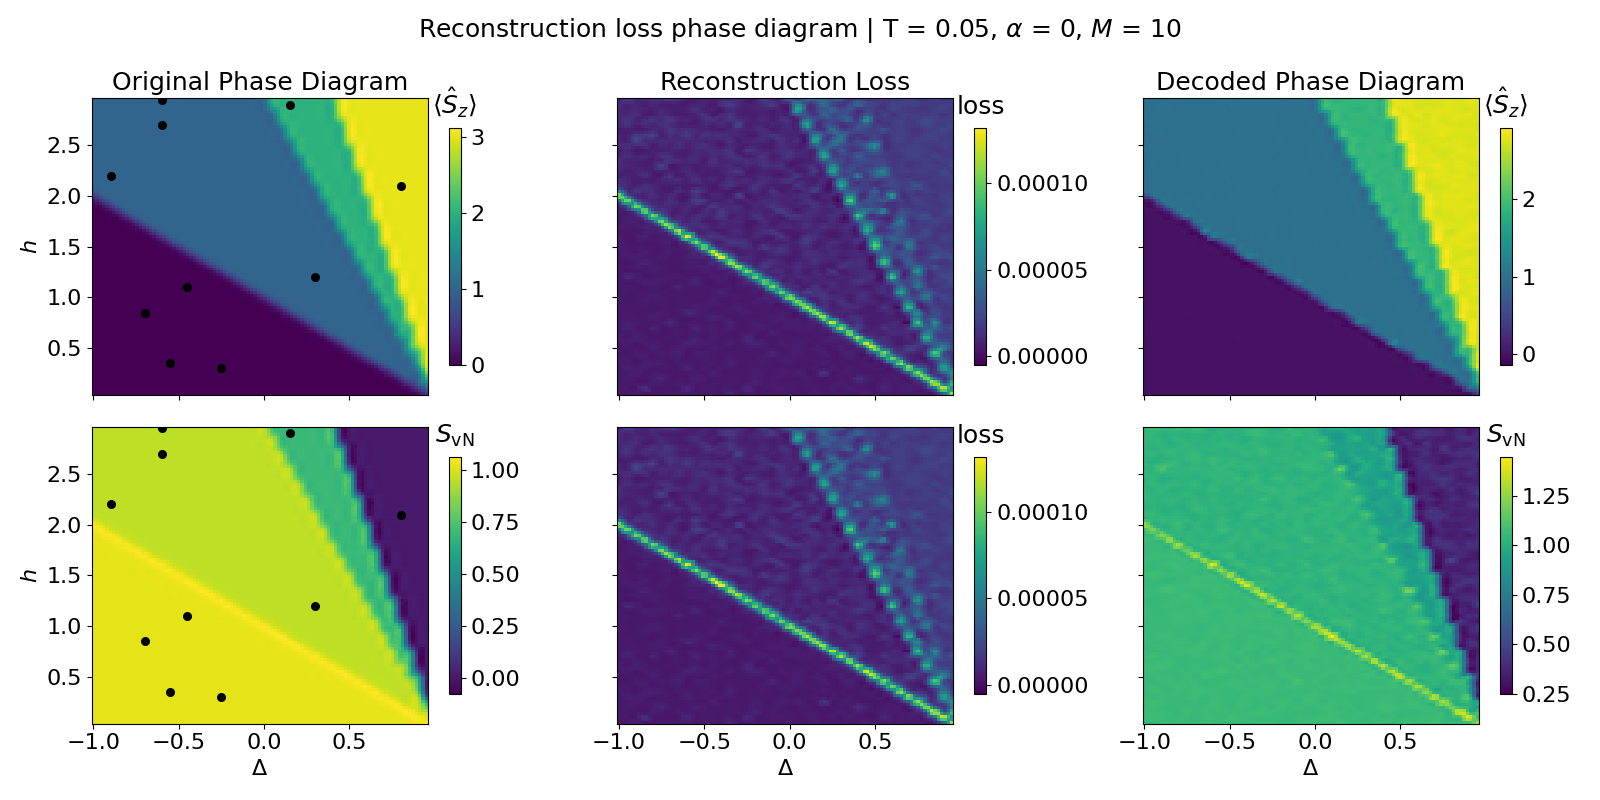 Reconstruction loss phase diagram | T = 0.05, α = 0, M = 10
Original Phase Diagram
Reconstruction Loss
Decoded Phase Diagram
⟨Ŝ_z⟩
loss
⟨Ŝ_z⟩
h
2.5
2.0
1.5
1.0
0.5
3
2
1
0
0.00010
0.00005
0.00000
2
1
0
S_vN
loss
S_vN
h
2.5
2.0
1.5
1.0
0.5
1.00
0.75
0.50
0.25
0.00
0.00010
0.00005
0.00000
1.25
1.00
0.75
0.50
0.25
−1.0 −0.5 0.0 0.5
−1.0 −0.5 0.0 0.5
−1.0 −0.5 0.0 0.5
Δ
Δ
Δ